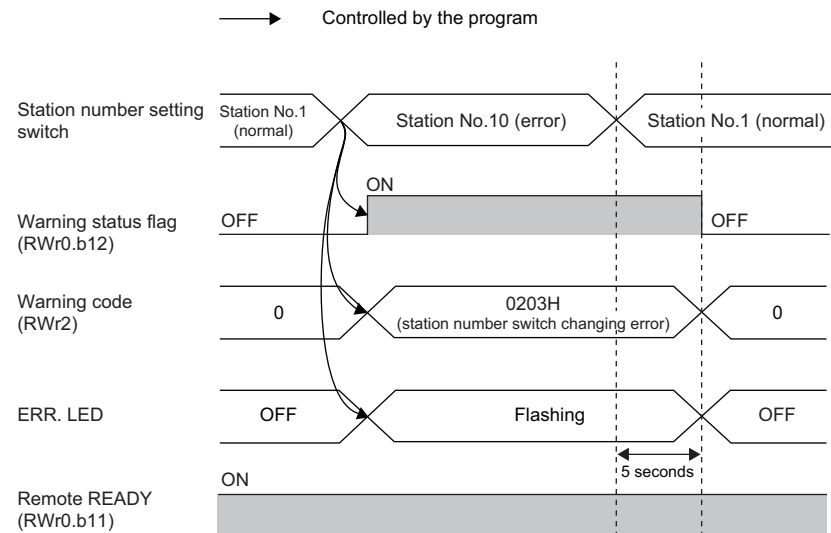 Controlled by the program
Station number setting
switch
Station No.1
(normal)
Station No.10 (error)
Station No.1 (normal)
ON
Warning status flag
(RWr0.b12)
OFF
OFF
Warning code
(RWr2)
0
0203H
(station number switch changing error)
0
ERR. LED
OFF
Flashing
OFF
5 seconds
ON
Remote READY
(RWr0.b11)